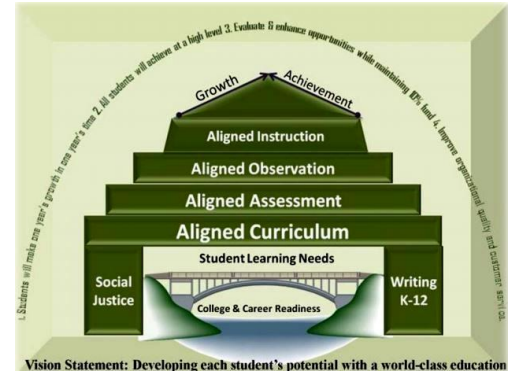 1. Students will make one year's growth in one year's time 2. All students will achieve at a high level 3. Evaluate & enhance opportunities while maintaining 10% fund 4. Improve organizational quality and customer service.
Growth
Achievement
Aligned Instruction
Aligned Observation
Aligned Assessment
Aligned Curriculum
Student Learning Needs
Social
Justice
College & Career Readiness
Writing
K-12
Vision Statement: Developing each student's potential with a world-class education